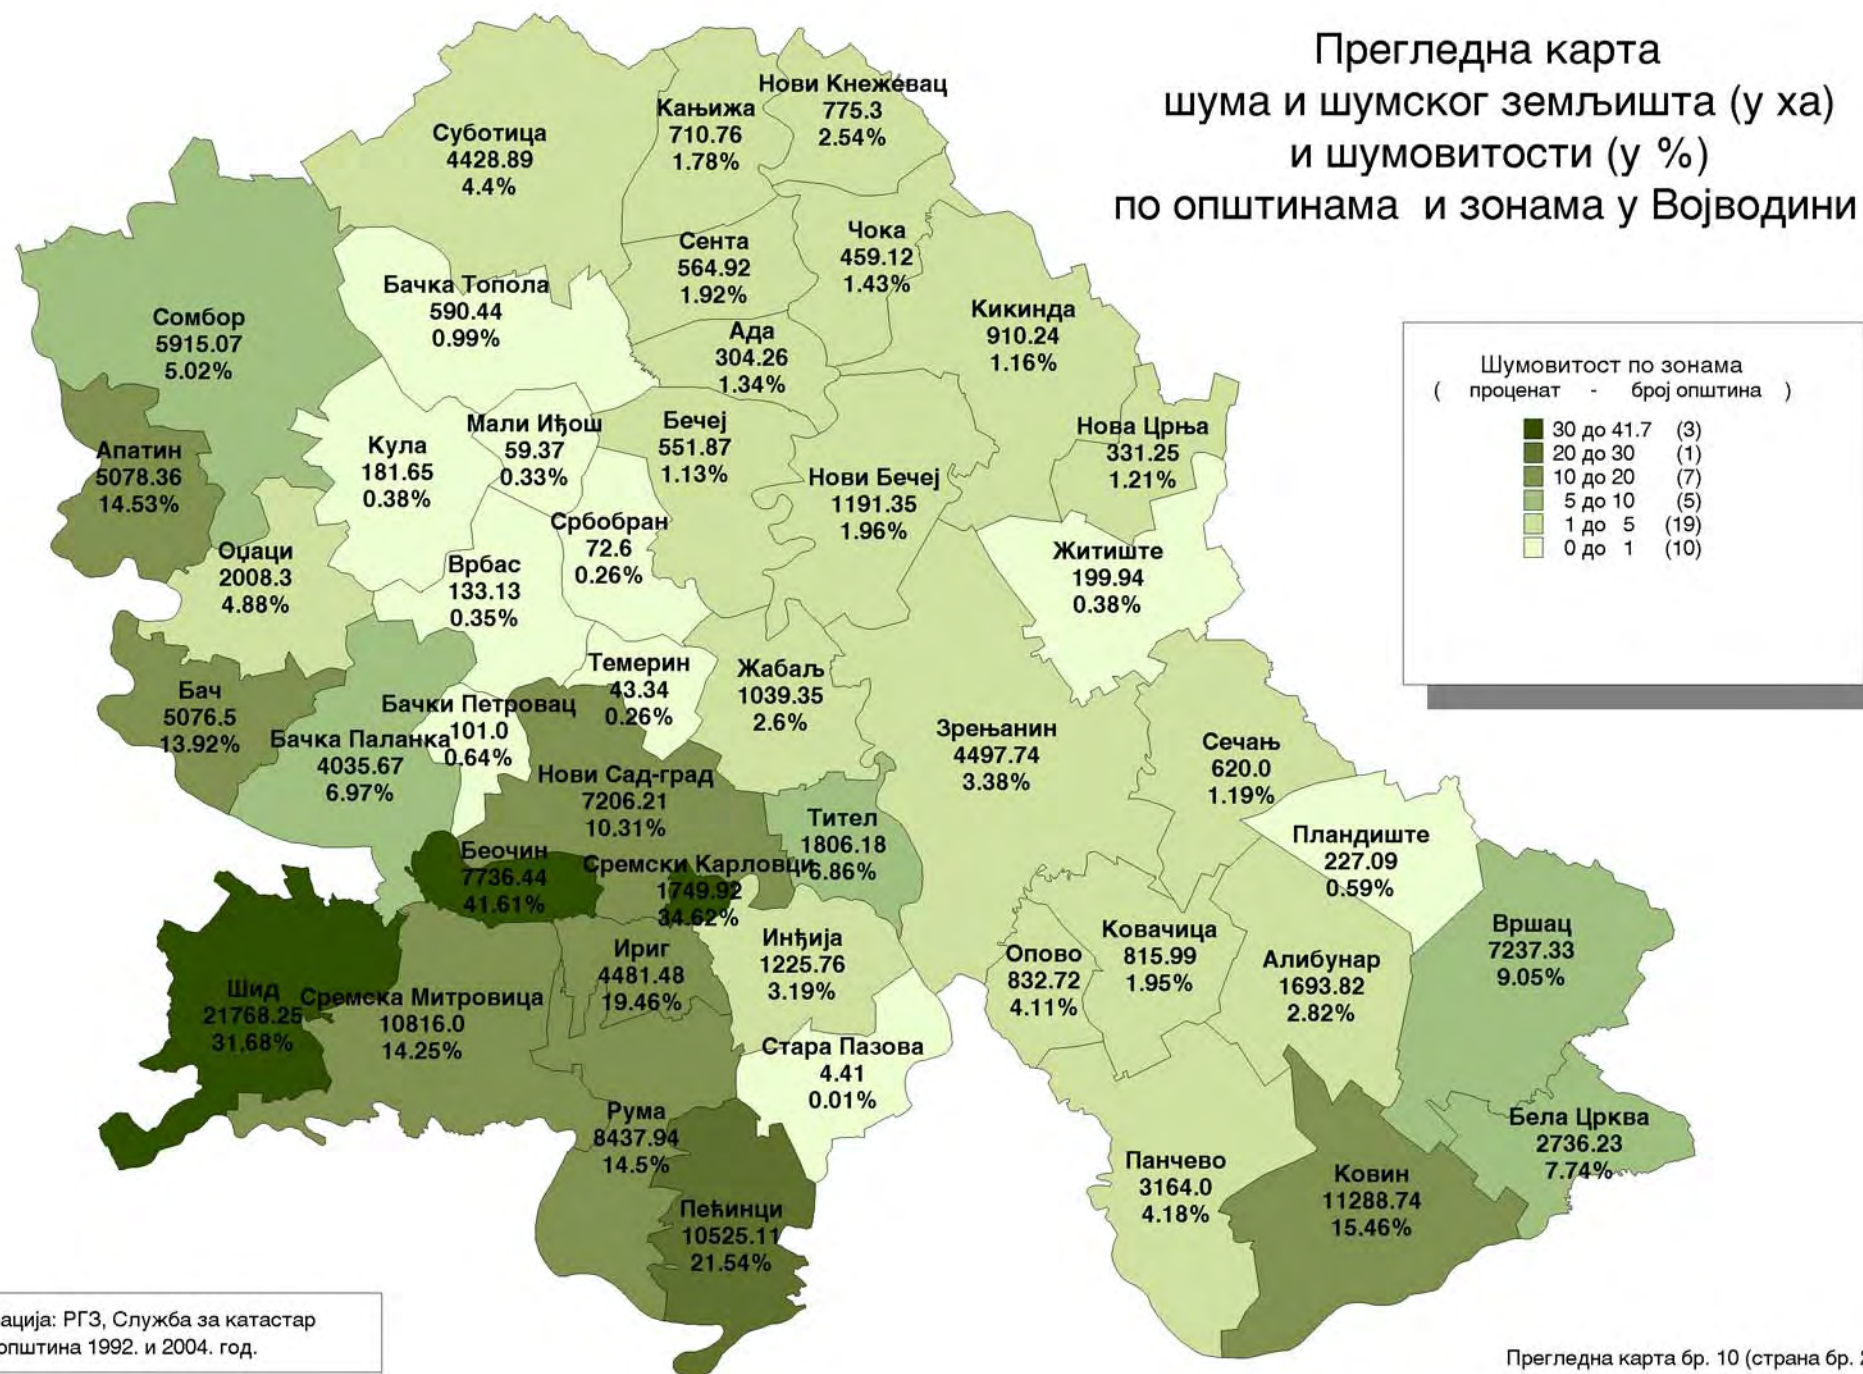 Прегледна карта
шума и шумског земљишта (у ха)
и шумовитости (у %)
по општинама и зонама у Војводини
Нови Кнежевац
775.3
2.54%
Кањижа
710.76
1.78%
Суботица
4428.89
4.4%
Сента
564.92
1.92%
Чока
459.12
1.43%
Бачка Топола
590.44
0.99%
Сомбор
5915.07
5.02%
Кикинда
910.24
1.16%
Ада
304.26
1.34%
Шумовитост по зонама
( проценат - број општина )
30 до 41.7 (3)
20 до 30 (1)
10 до 20 (7)
5 до 10 (5)
1 до 5 (19)
0 до 1 (10)
Апатин
5078.36
14.53%
Кула
181.65
0.38%
Мали Иђош
59.37
0.33%
Бечеј
551.87
1.13%
Нова Црња
331.25
1.21%
Нови Бечеј
1191.35
1.96%
Србобран
72.6
0.26%
Оџаци
2008.3
4.88%
Врбас
133.13
0.35%
Житиште
199.94
0.38%
Темерин
43.34
0.26%
Жабаљ
1039.35
2.6%
Бач
5076.5
13.92%
Бачки Петровац
101.0
0.64%
Бачка Паланка
4035.67
6.97%
Зрењанин
4497.74
3.38%
Сечањ
620.0
1.19%
Нови Сад-град
7206.21
10.31%
Тител
1806.18
6.86%
Пландиште
227.09
0.59%
Беочин
7736.44
41.61%
Сремски Карловци
1749.92
34.62%
Вршац
7237.33
9.05%
Ириг
4481.48
19.46%
Инђија
1225.76
3.19%
Опово
832.72
4.11%
Ковачица
815.99
1.95%
Алибунар
1693.82
2.82%
Шид
21768.25
31.68%
Сремска Митровица
10816.0
14.25%
Стара Пазова
4.41
0.01%
Рума
8437.94
14.5%
Бела Црква
2736.23
7.74%
Панчево
3164.0
4.18%
Ковин
11288.74
15.46%
Пећинци
10525.11
21.54%
ација: РГЗ, Служба за катастар
општина 1992. и 2004. год.
Прегледна карта бр. 10 (страна бр.